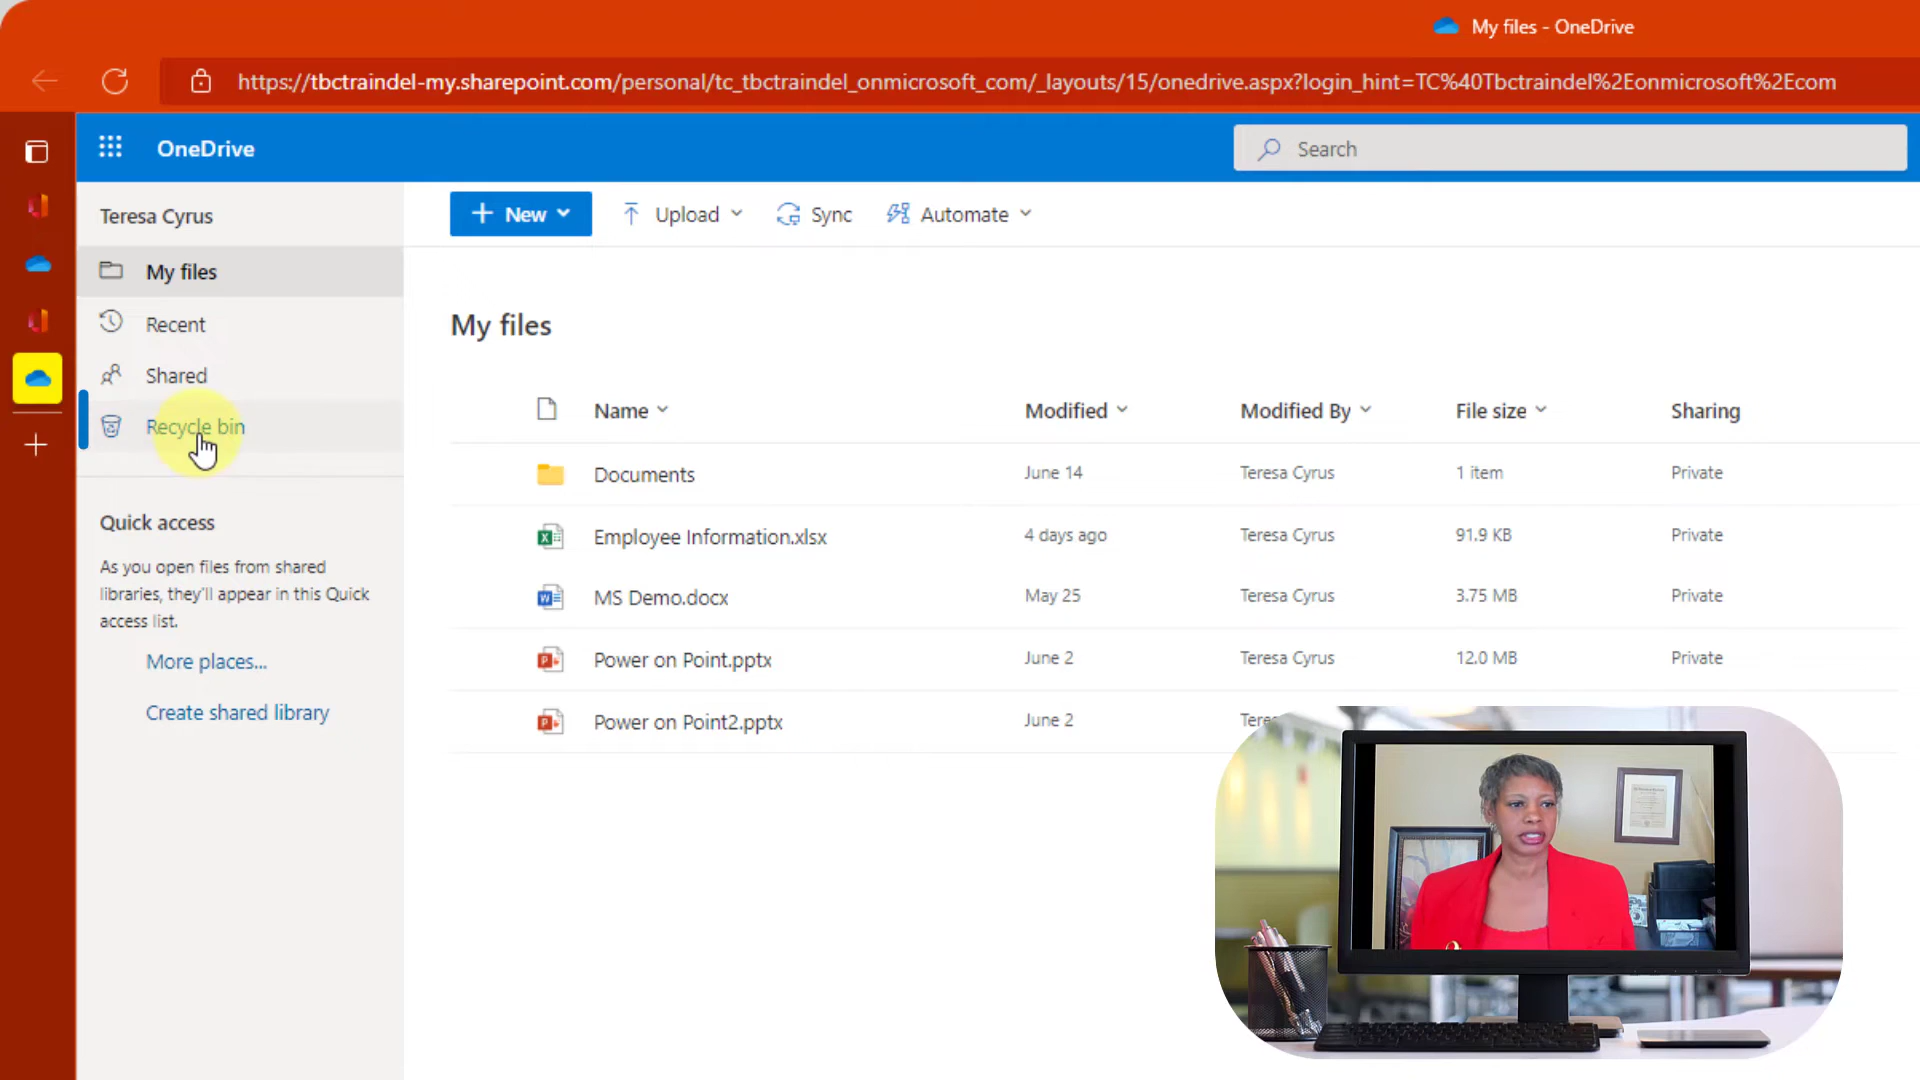 My files - OneDrive
https://tbctraindel-my.sharepoint.com/personal/tc_tbctraindel_onmicrosoft_com/_layouts/15/onedrive.aspx?login_hint=TC%40Tbctraindel%2Eonmicrosoft%2Ecom
OneDrive
Search
Teresa Cyrus
My files
Recent
Shared
Recycle bin
Quick access
As you open files from shared
libraries, they'll appear in this Quick
access list.
More places...
Create shared library
New Upload Sync Automate
My files
Name Modified Modified By File size Sharing
Documents June 14 Teresa Cyrus 1 item Private
Employee Information.xlsx 4 days ago Teresa Cyrus 91.9 KB Private
MS Demo.docx May 25 Teresa Cyrus 3.75 MB Private
Power on Point.pptx June 2 Teresa Cyrus 12.0 MB Private
Power on Point2.pptx June 2